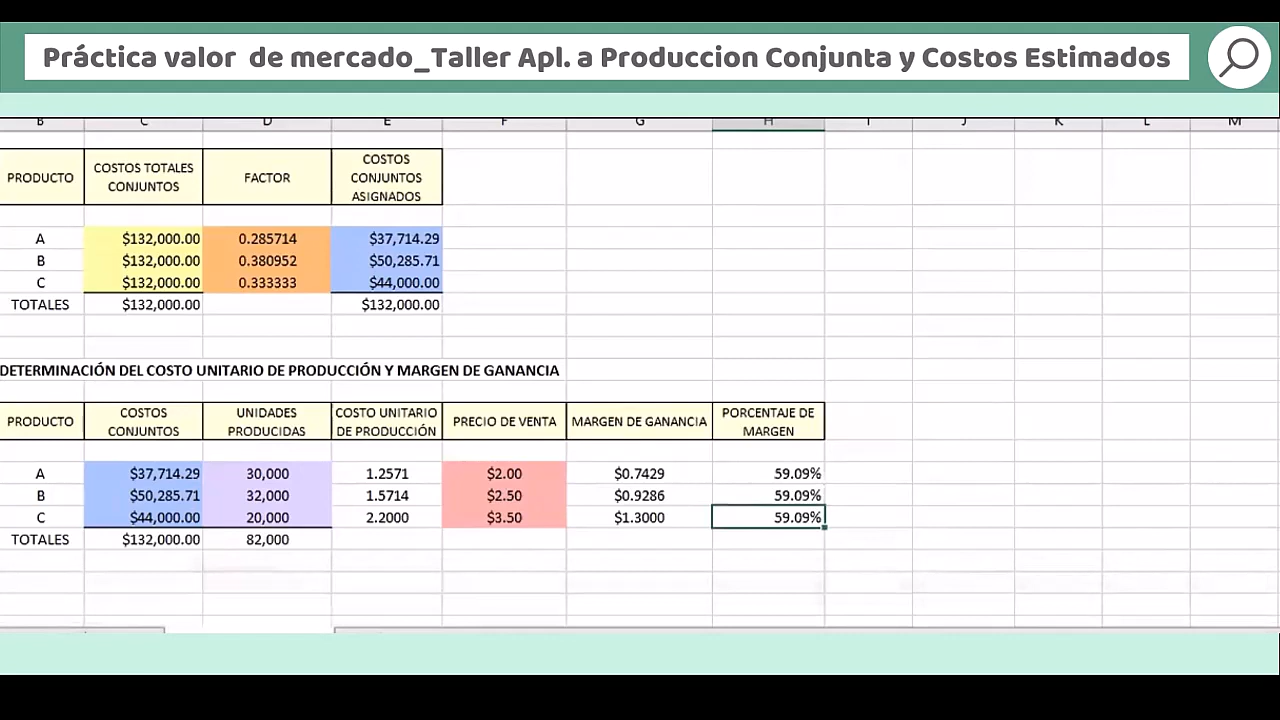 Práctica valor de mercado_Taller Apl. a Produccion Conjunta y Costos Estimados
B C D E F G H I J K L M
PRODUCTO COSTOS TOTALES CONJUNTOS FACTOR COSTOS CONJUNTOS ASIGNADOS
A $132,000.00 0.285714 $37,714.29
B $132,000.00 0.380952 $50,285.71
C $132,000.00 0.333333 $44,000.00
TOTALES $132,000.00 $132,000.00
DETERMINACIÓN DEL COSTO UNITARIO DE PRODUCCIÓN Y MARGEN DE GANANCIA
PRODUCTO COSTOS CONJUNTOS UNIDADES PRODUCIDAS COSTO UNITARIO DE PRODUCCIÓN PRECIO DE VENTA MARGEN DE GANANCIA PORCENTAJE DE MARGEN
A $37,714.29 30,000 1.2571 $2.00 $0.7429 59.09%
B $50,285.71 32,000 1.5714 $2.50 $0.9286 59.09%
C $44,000.00 20,000 2.2000 $3.50 $1.3000 59.09%
TOTALES $132,000.00 82,000